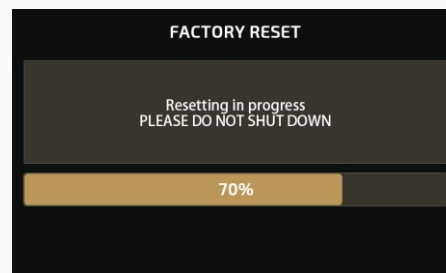 FACTORY RESET
Resetting in progress
PLEASE DO NOT SHUT DOWN
70%